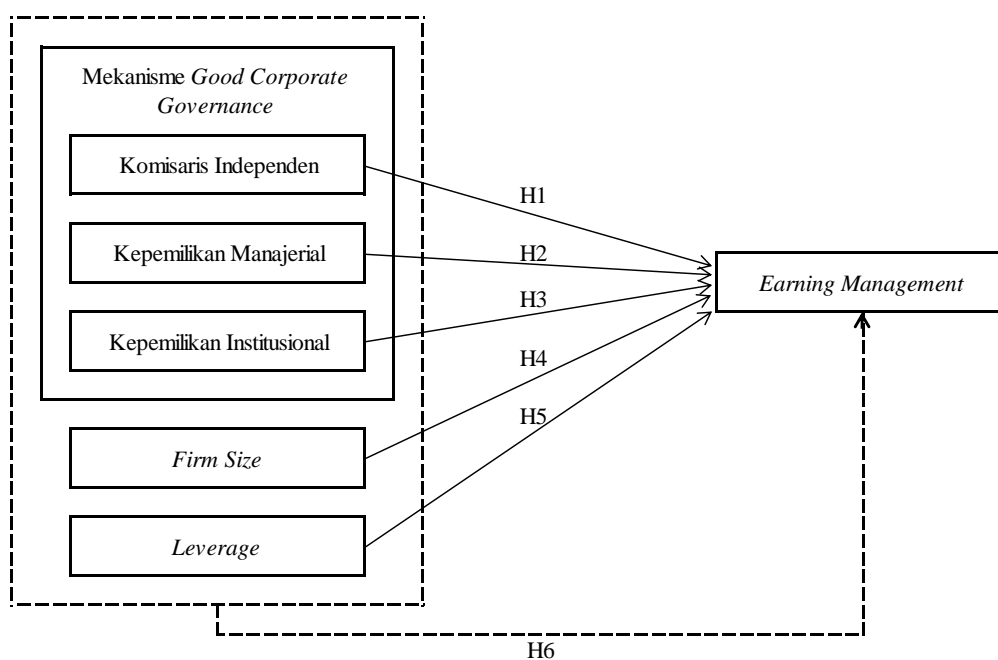 Mekanisme Good Corporate
Governance
Komisaris Independen
Kepemilikan Manajerial
Kepemilikan Institusional
Firm Size
Leverage
H1
H2
H3
H4
H5
Earning Management
H6